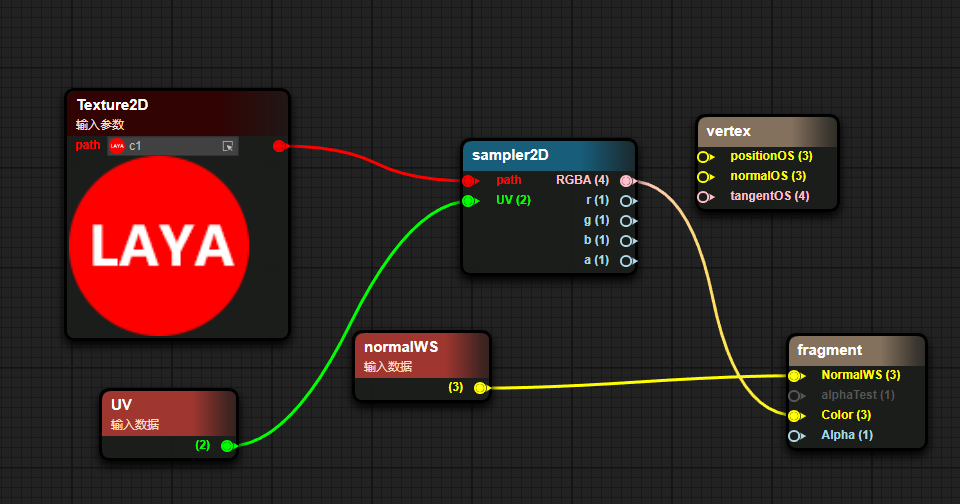 Texture2D
输入参数
path LAYA c1
LAYA
UV
输入数据
(2)
normalWS
输入数据
(3)
sampler2D
path RGBA (4)
UV (2) r (1)
g (1)
b (1)
a (1)
vertex
positionOS (3)
normalOS (3)
tangentOS (4)
fragment
NormalWS (3)
alphaTest (1)
Color (3)
Alpha (1)